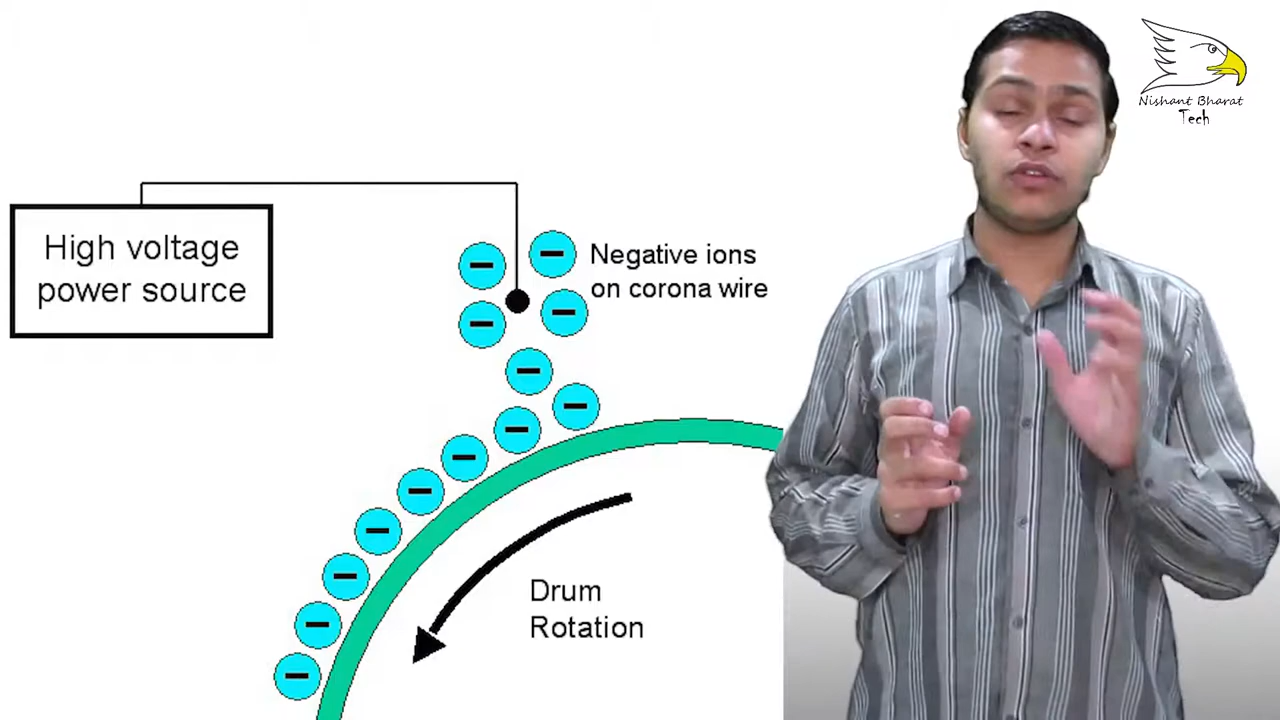 High voltage
power source
Negative ions
on corona wire
Drum
Rotation
Nishant Bharat
Tech